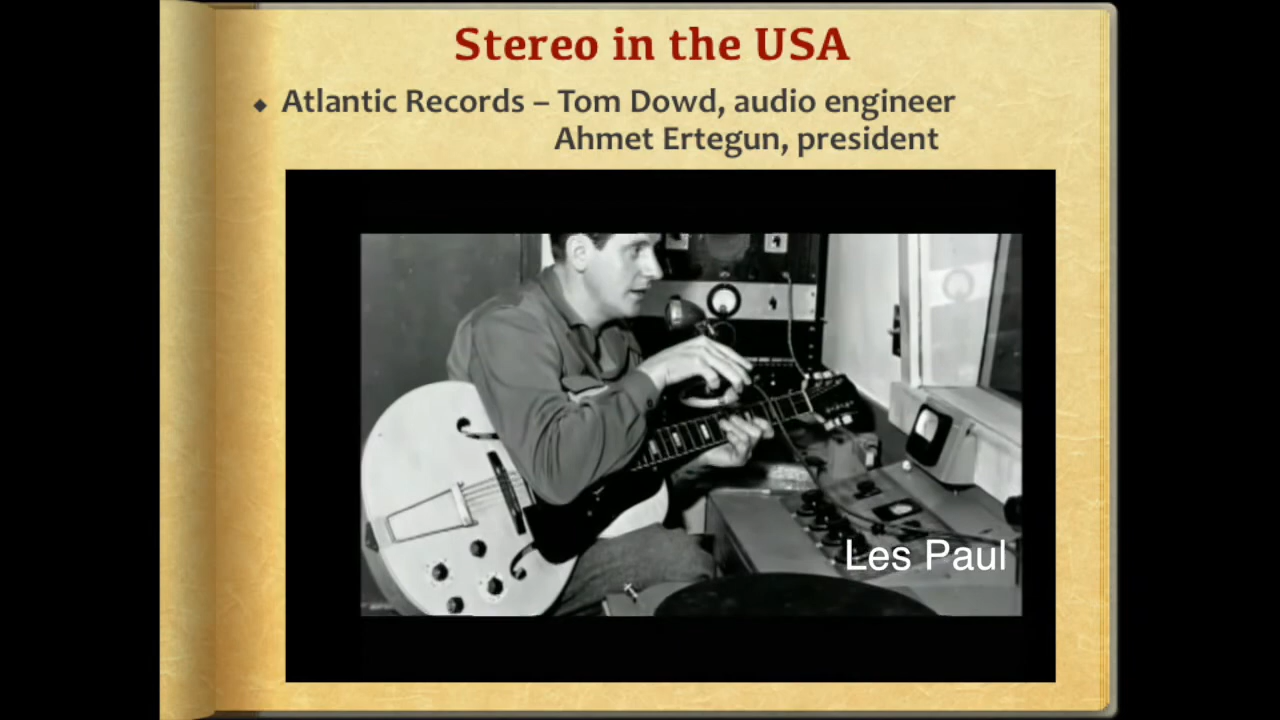 Stereo in the USA
Atlantic Records – Tom Dowd, audio engineer
Ahmet Ertegun, president
Les Paul